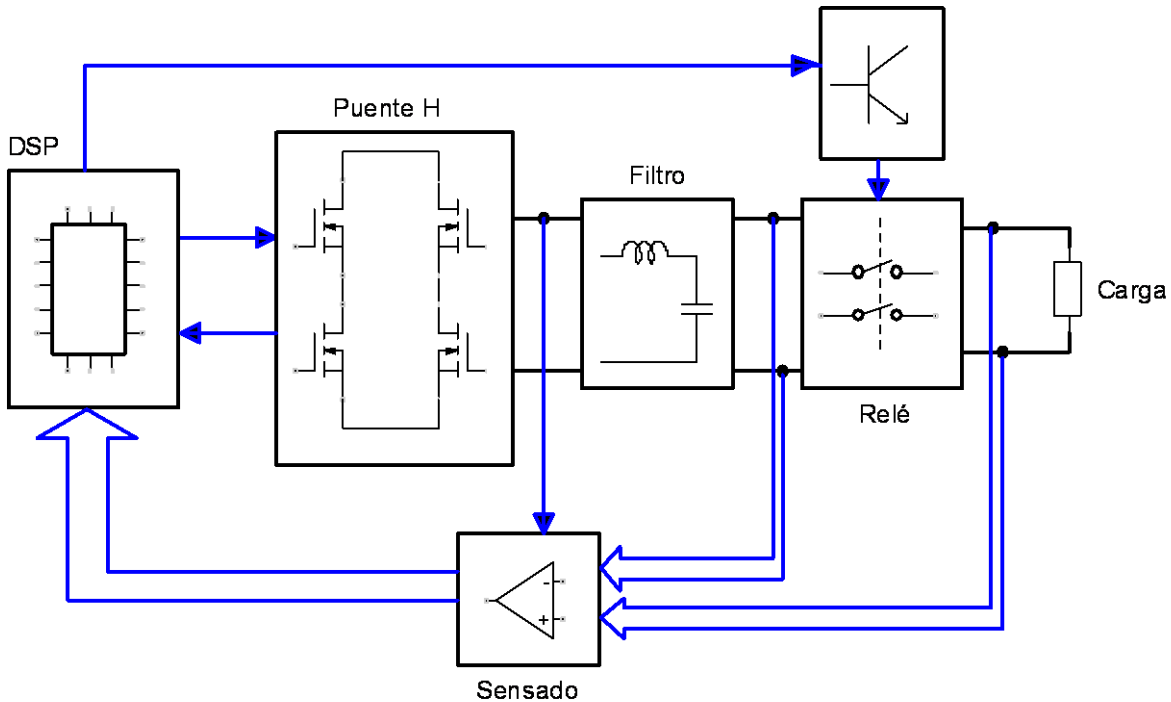 Puente H
DSP
Filtro
Carga
Relé
-
+
Sensado